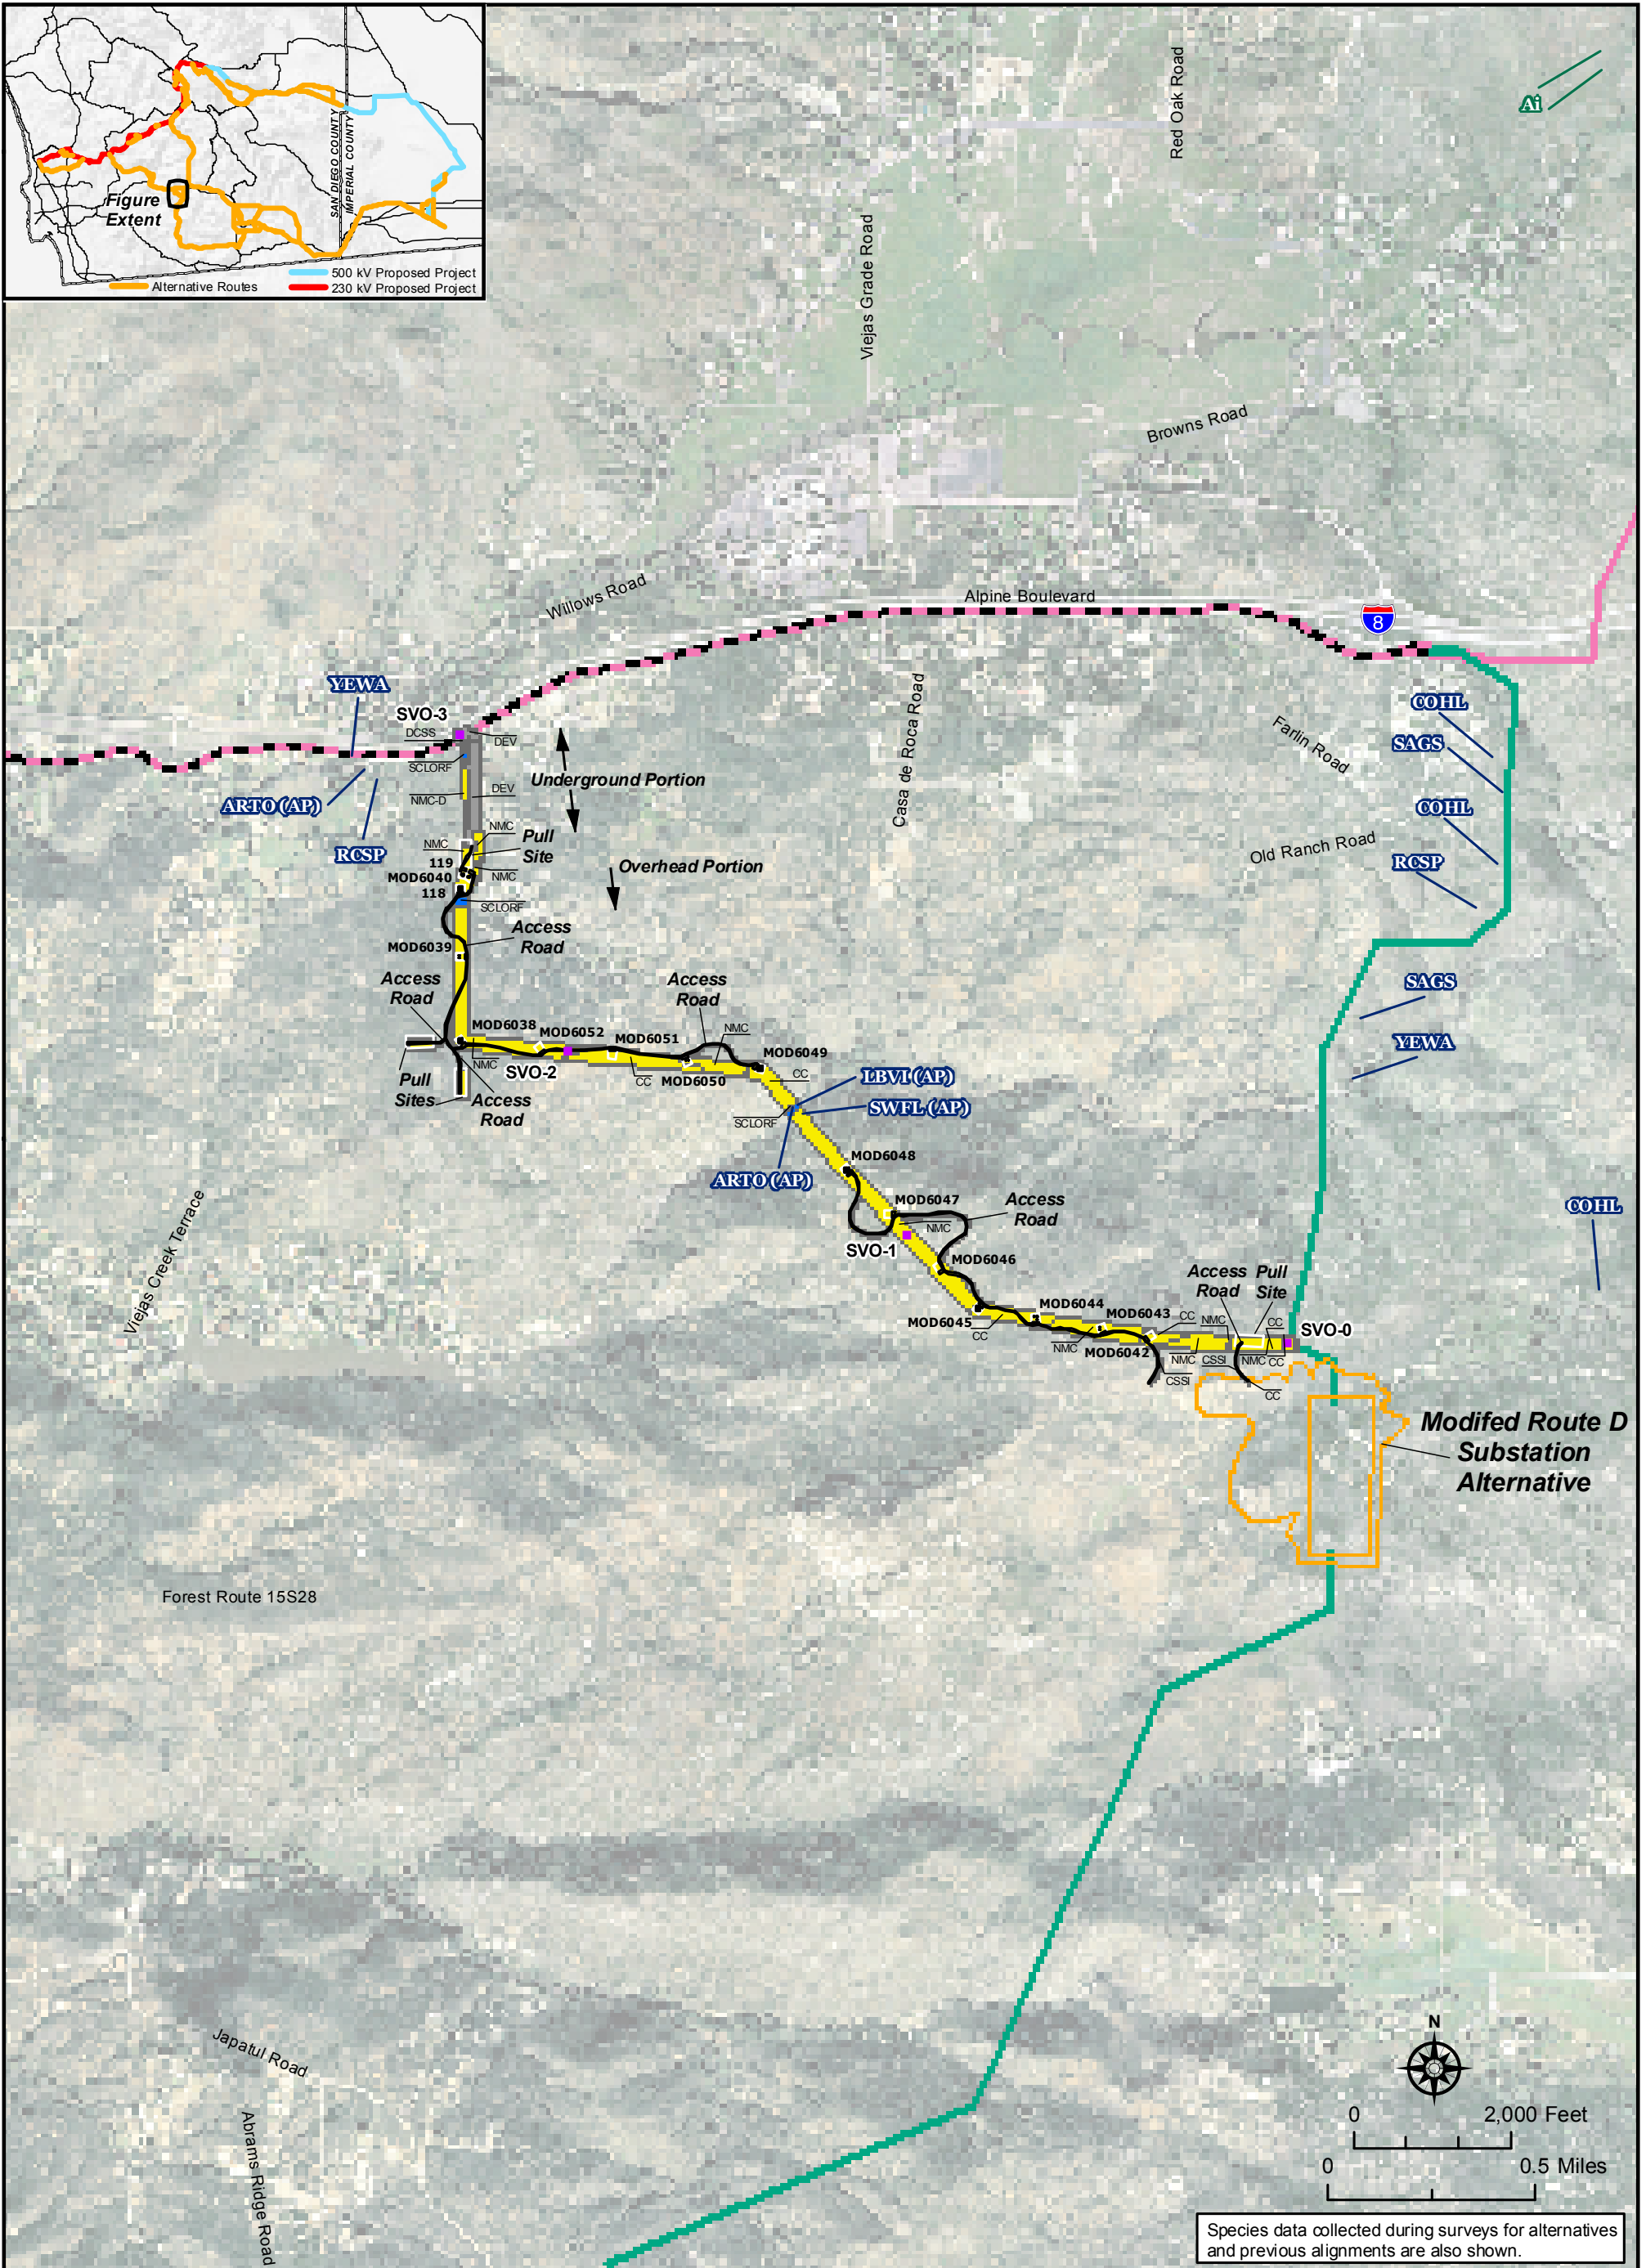 SAN DIEGO COUNTY
IMPERIAL COUNTY
Figure
Extent
500 kV Proposed Project
Alternative Routes
230 kV Proposed Project
Red Oak Road
Ai
Viejas Grade Road
Browns Road
Willows Road
Alpine Boulevard
8
YEWA
SVO-3
DCSS
DEV
COHL
Casa de Roca Road
Farlin Road
SAGS
SCLORF
Underground Portion
NMC-D
DEV
ARTO (AP)
COHL
RCSP
NMC
NMC
Pull
Site
119
MOD6040
NMC
118
Overhead Portion
Old Ranch Road
RCSP
SCLORF
Access
Road
MOD6039
Access
Road
Access
Road
SAGS
MOD6038
MOD6052
MOD6051
NMC
MOD6049
YEWA
NMC
SVO-2
CC
MOD6050
CC
Pull
Sites
Access
Road
LBVI (AP)
SWFL (AP)
SCLORF
MOD6048
ARTO (AP)
Viejas Creek Terrace
MOD6047
NMC
Access
Road
COHL
SVO-1
MOD6046
Access
Road
Pull
Site
MOD6044
MOD6043
CC
NMC
CC
SVO-0
MOD6045
CC
NMC
MOD6042
NMC
CSSI
NMC
CC
CSSI
CC
Modifed Route D
Substation
Alternative
Forest Route 15S28
Japatul Road
Abrams Ridge Road
N
0
2,000 Feet
0
0.5 Miles
Species data collected during surveys for alternatives
and previous alignments are also shown.